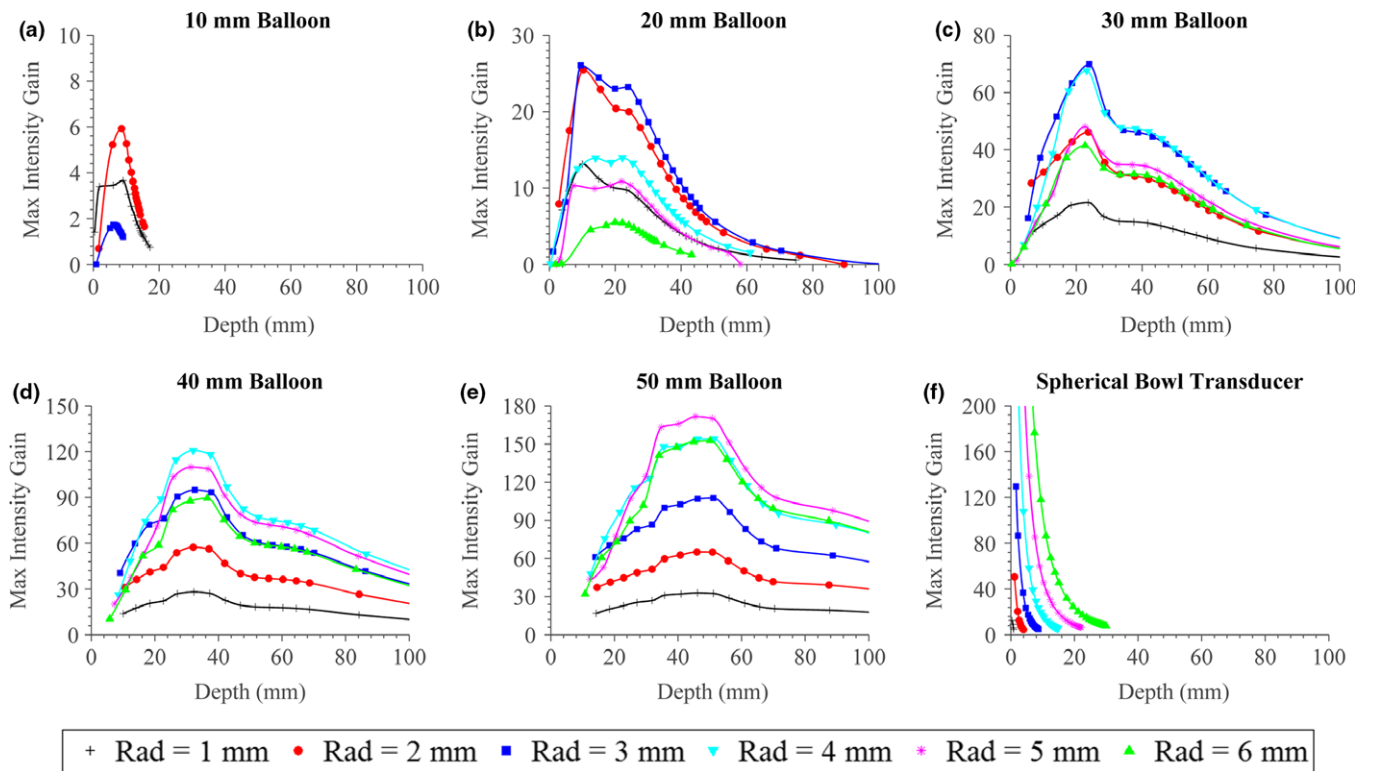 (a) 10 mm Balloon
Max Intensity Gain
10
8
6
4
2
0
0 20 40 60 80 100
Depth (mm)
(b) 20 mm Balloon
Max Intensity Gain
30
20
10
0
0 20 40 60 80 100
Depth (mm)
(c) 30 mm Balloon
Max Intensity Gain
80
60
40
20
0
0 20 40 60 80 100
Depth (mm)
(d) 40 mm Balloon
Max Intensity Gain
150
120
90
60
30
0
0 20 40 60 80 100
Depth (mm)
(e) 50 mm Balloon
Max Intensity Gain
180
150
120
90
60
30
0
0 20 40 60 80 100
Depth (mm)
(f) Spherical Bowl Transducer
Max Intensity Gain
200
160
120
80
40
0
0 20 40 60 80 100
Depth (mm)
Rad = 1 mm Rad = 2 mm Rad = 3 mm Rad = 4 mm Rad = 5 mm Rad = 6 mm